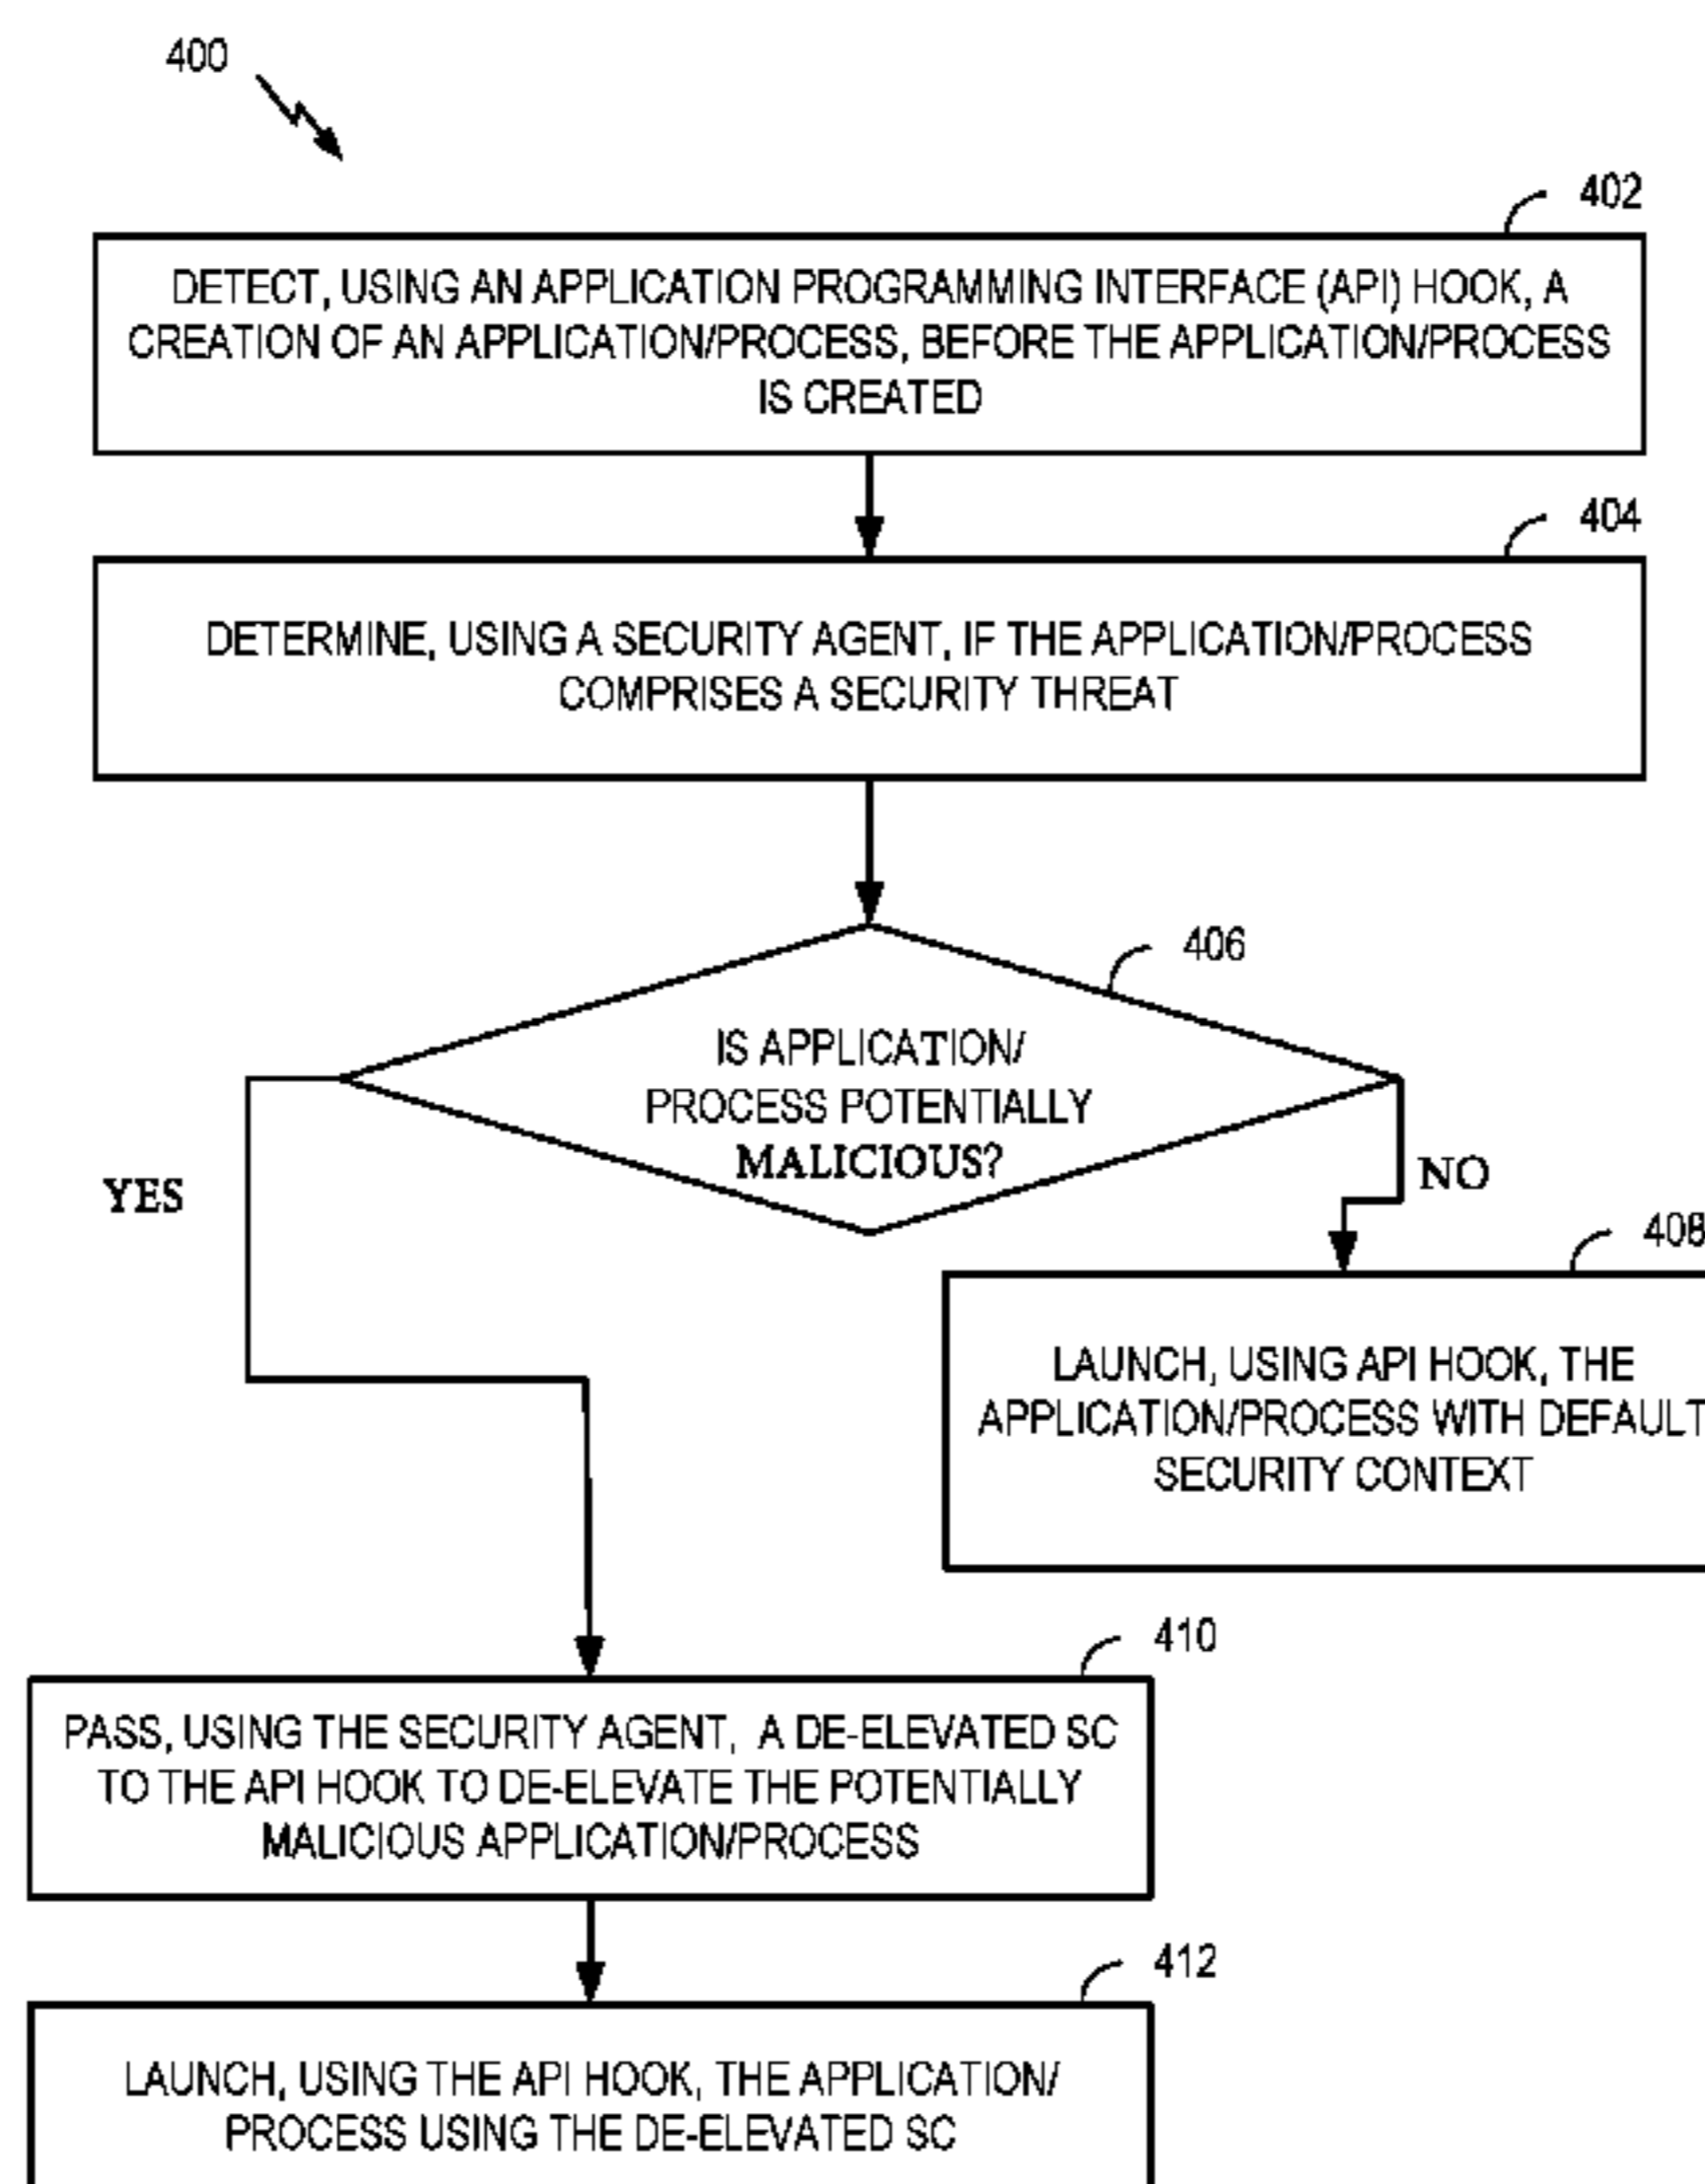 400
402
DETECT, USING AN APPLICATION PROGRAMMING INTERFACE (API) HOOK, A
CREATION OF AN APPLICATION/PROCESS, BEFORE THE APPLICATION/PROCESS
IS CREATED
404
DETERMINE, USING A SECURITY AGENT, IF THE APPLICATION/PROCESS
COMPRISES A SECURITY THREAT
406
IS APPLICATION/
PROCESS POTENTIALLY
MALICIOUS?
YES
NO
408
LAUNCH, USING API HOOK, THE
APPLICATION/PROCESS WITH DEFAULT
SECURITY CONTEXT
410
PASS, USING THE SECURITY AGENT, A DE-ELEVATED SC
TO THE API HOOK TO DE-ELEVATE THE POTENTIALLY
MALICIOUS APPLICATION/PROCESS
412
LAUNCH, USING THE API HOOK, THE APPLICATION/
PROCESS USING THE DE-ELEVATED SC